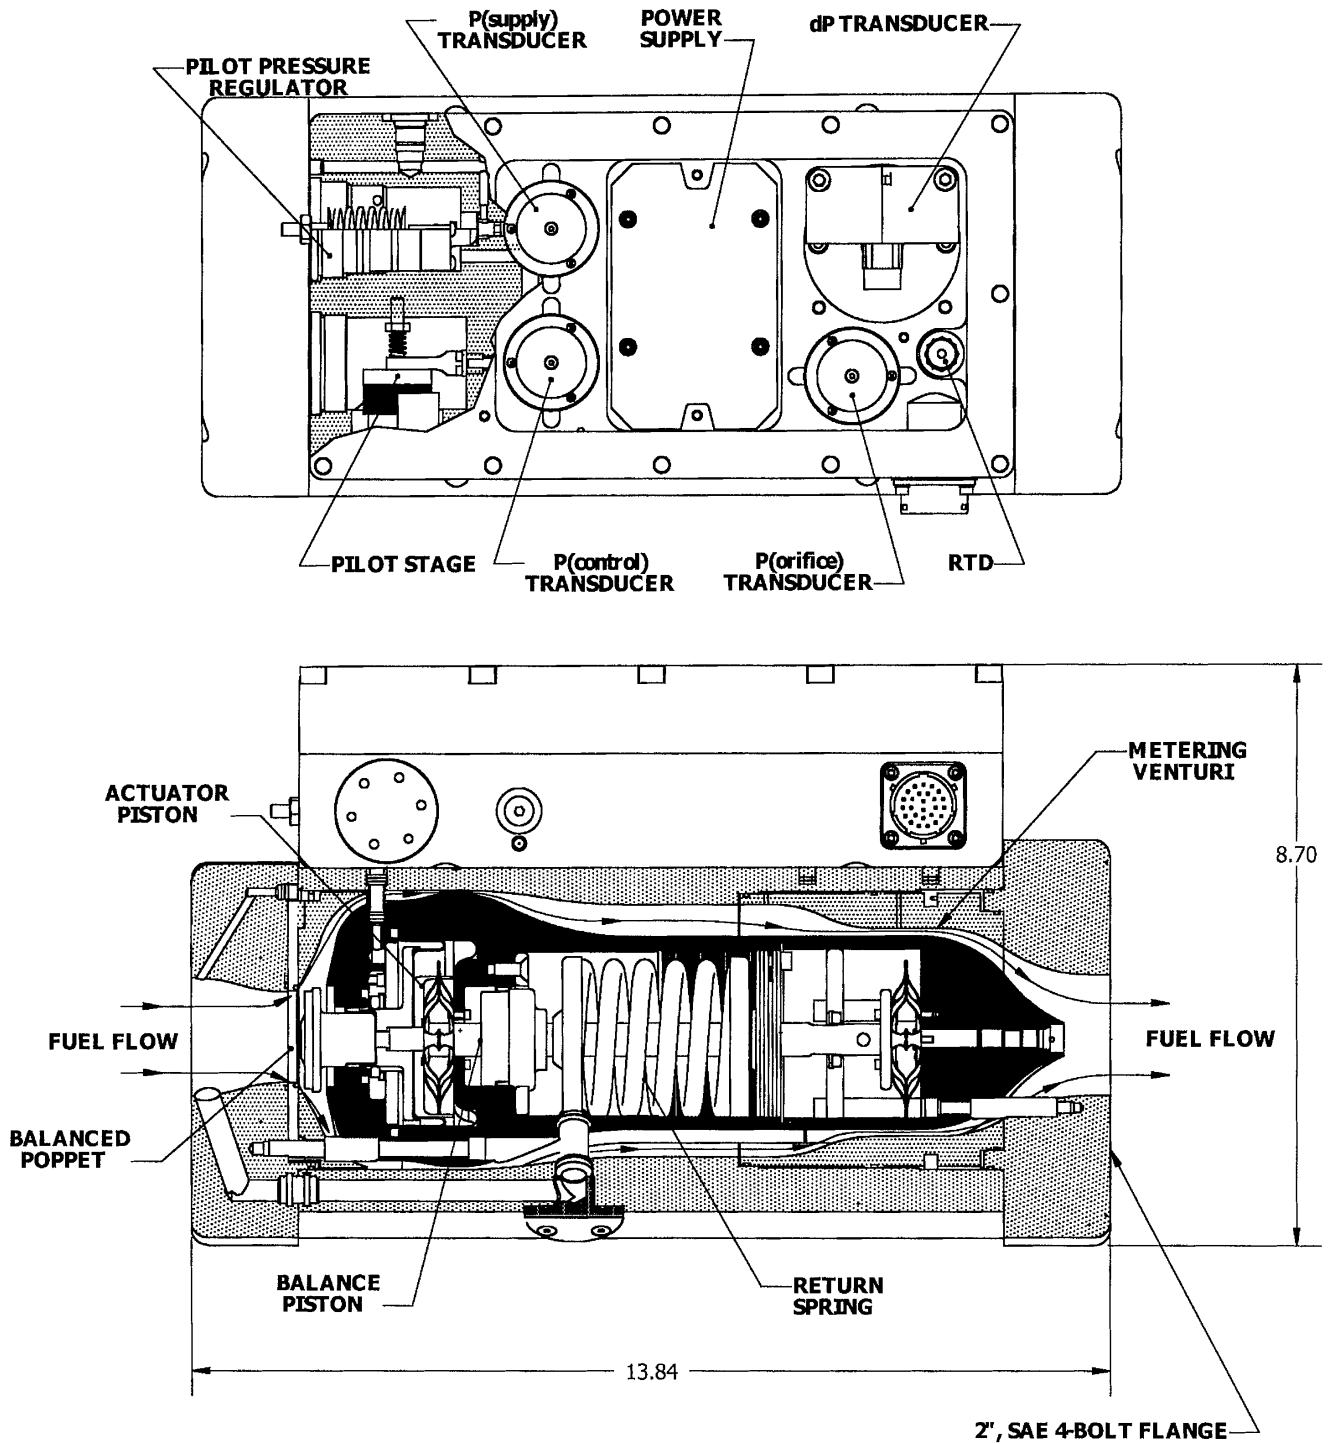 P(supply)
TRANSDUCER
POWER
SUPPLY
dP TRANSDUCER
PILOT PRESSURE
REGULATOR
PILOT STAGE
P(control)
TRANSDUCER
P(orifice)
TRANSDUCER
RTD
METERING
VENTURI
ACTUATOR
PISTON
8.70
FUEL FLOW
FUEL FLOW
BALANCED
POPPET
BALANCE
PISTON
RETURN
SPRING
13.84
2", SAE 4-BOLT FLANGE